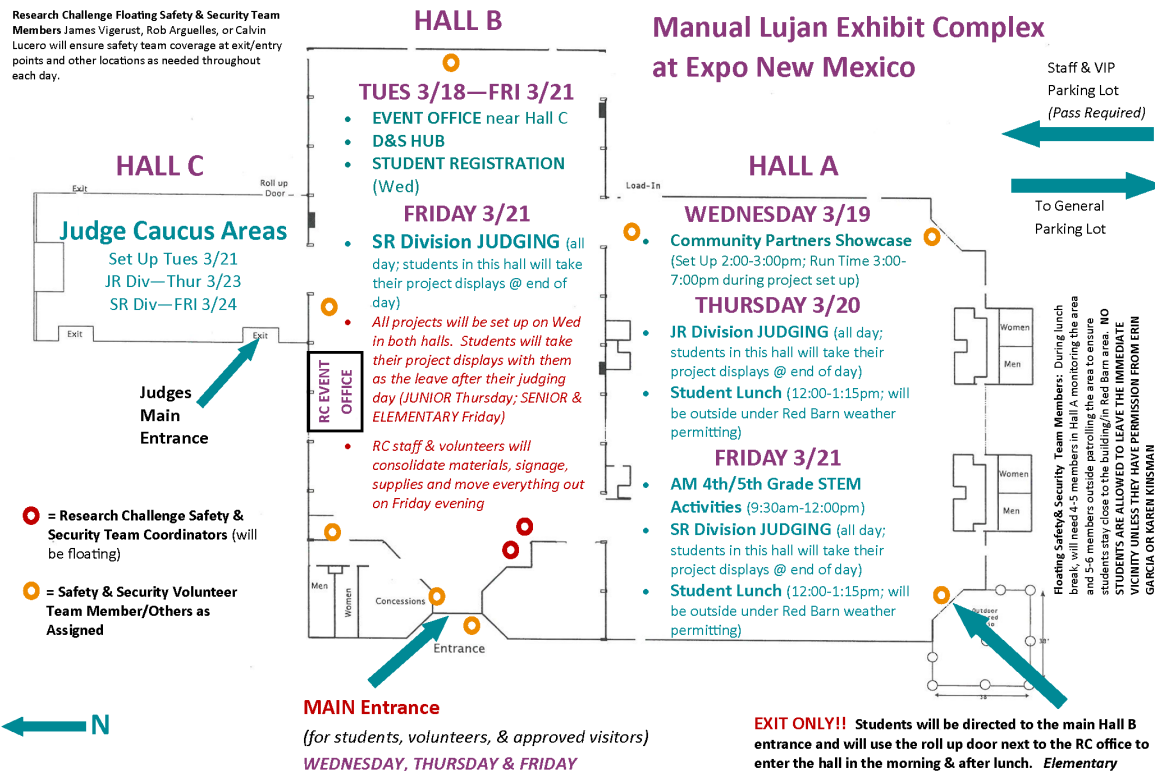 Research Challenge Floating Safety & Security Team
Members James Vigerust, Rob Arguelles, or Calvin
Lucero will ensure safety team coverage at exit/entry
points and other locations as needed throughout
each day.
HALL B
Manual Lujan Exhibit Complex
at Expo New Mexico
Staff & VIP
Parking Lot
(Pass Required)
To General
Parking Lot
TUES 3/18—FRI 3/21
• EVENT OFFICE near Hall C
• D&S HUB
• STUDENT REGISTRATION
(Wed)
FRIDAY 3/21
• SR Division JUDGING (all
day; students in this hall will take
their project displays @ end of
day)
• All projects will be set up on Wed
in both halls. Students will take
their project displays with them
as the leave after their judging
day (JUNIOR Thursday; SENIOR &
ELEMENTARY Friday)
• RC staff & volunteers will
consolidate materials, signage,
supplies and move everything out
on Friday evening
HALL C
Exit
Roll up
Door
Judge Caucus Areas
Set Up Tues 3/21
JR Div—Thur 3/23
SR Div—FRI 3/24
Exit
Exit
Judges
Main
Entrance
RC EVENT
OFFICE
HALL A
Load-In
WEDNESDAY 3/19
• Community Partners Showcase
(Set Up 2:00-3:00pm; Run Time 3:00-
7:00pm during project set up)
THURSDAY 3/20
• JR Division JUDGING (all day;
students in this hall will take their
project displays @ end of day)
• Student Lunch (12:00-1:15pm; will
be outside under Red Barn weather
permitting)
FRIDAY 3/21
• AM 4th/5th Grade STEM
Activities (9:30am-12:00pm)
• SR Division JUDGING (all day;
students in this hall will take their
project displays @ end of day)
• Student Lunch (12:00-1:15pm; will
be outside under Red Barn weather
permitting)
Women
Men
Women
Men
Floating Safety& Security Team Members: During lunch
break, will need 4-5 members in Hall A monitoring the area
and 5-6 members outside patrolling the area to ensure
students stay close to the building/in Red Barn area. NO
STUDENTS ARE ALLOWED TO LEAVE THE IMMEDIATE
VICINITY UNLESS THEY HAVE PERMISSION FROM ERIN
GARCIA OR KAREN KINSMAN
= Research Challenge Safety &
Security Team Coordinators (will
be floating)
= Safety & Security Volunteer
Team Member/Others as
Assigned
Men
Women
Concessions
Entrance
Outdoor
38'
38
N
MAIN Entrance
(for students, volunteers, & approved visitors)
WEDNESDAY, THURSDAY & FRIDAY
EXIT ONLY!! Students will be directed to the main Hall B
entrance and will use the roll up door next to the RC office to
enter the hall in the morning & after lunch. Elementary